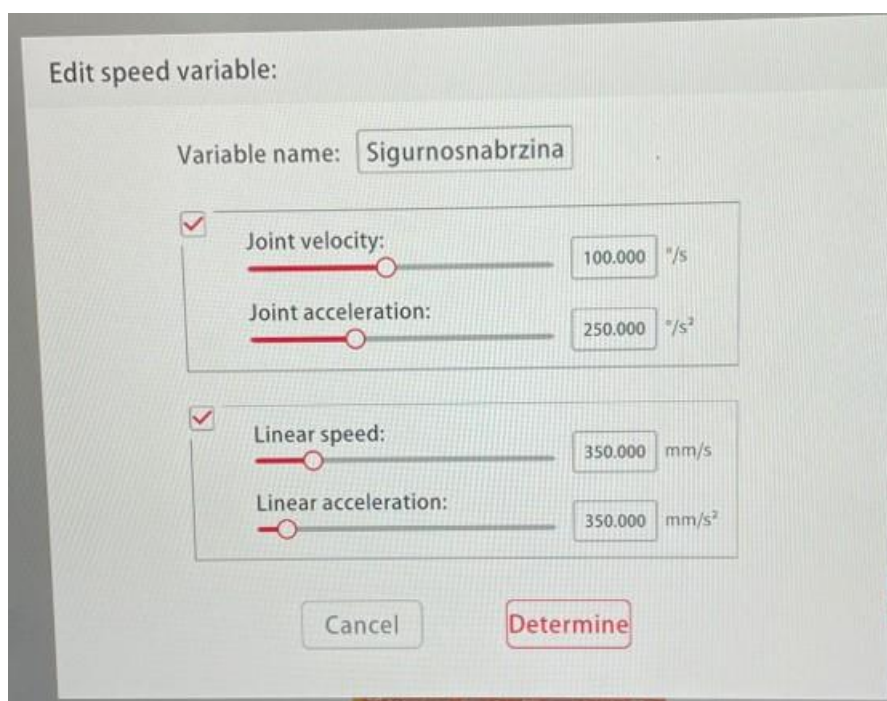 Edit speed variable:
Variable name: Sigurnosnabrzina
Joint velocity:
100.000 °/s
Joint acceleration:
250.000 °/s²
Linear speed:
350.000 mm/s
Linear acceleration:
350.000 mm/s²
Cancel Determine